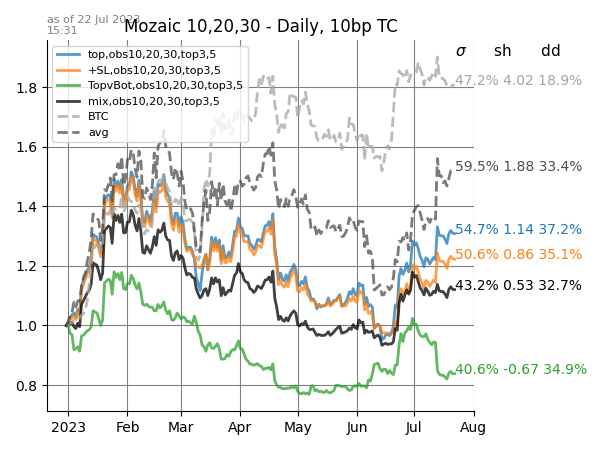 as of 22 Jul 2023
15:31
Mozaic 10,20,30 - Daily, 10bp TC
σ sh dd
top,obs10,20,30,top3,5
+SL,obs10,20,30,top3,5
TopvBot,obs10,20,30,top3,5
mix,obs10,20,30,top3,5
BTC
avg
47.2% 4.02 18.9%
59.5% 1.88 33.4%
54.7% 1.14 37.2%
50.6% 0.86 35.1%
43.2% 0.53 32.7%
40.6% -0.67 34.9%
1.8
1.6
1.4
1.2
1.0
0.8
2023 Feb Mar Apr May Jun Jul Aug